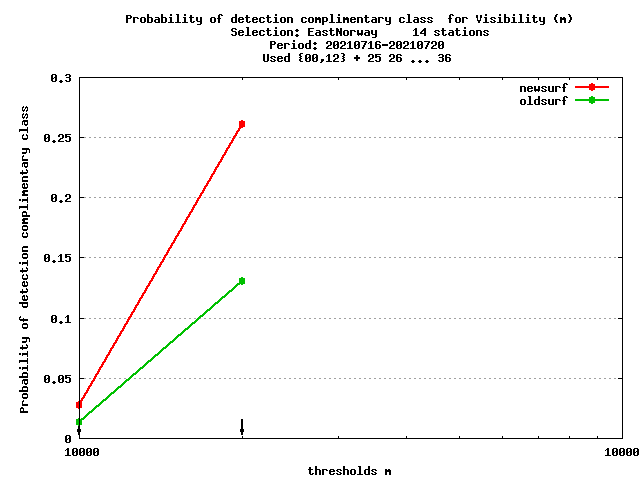 Probability of detection complimentary class  for Visibility (m)
Selection: EastNorway     14 stations
Period: 20210716-20210720
Used {00,12} + 25 26 ... 36
newsurf
oldsurf
Probability of detection complimentary class
0.3
0.25
0.2
0.15
0.1
0.05
0
10000
10000
thresholds m